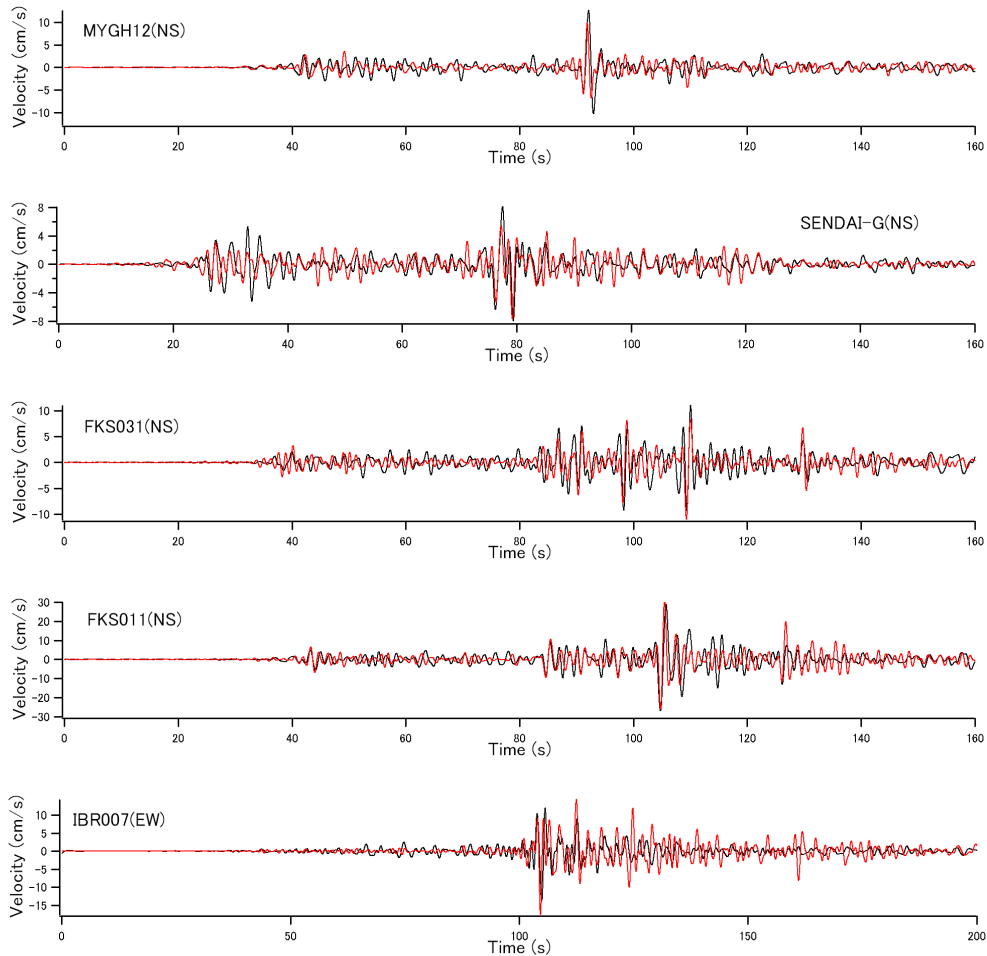 MYGH12(NS)
Velocity (cm/s)
10
5
0
-5
-10
0 20 40 60 80 100 120 140 160
Time (s)
SENDAI-G(NS)
Velocity (cm/s)
8
4
0
-4
-8
0 20 40 60 80 100 120 140 160
Time (s)
FKS031(NS)
Velocity (cm/s)
10
5
0
-5
-10
0 20 40 60 80 100 120 140 160
Time (s)
FKS011(NS)
Velocity (cm/s)
30
20
10
0
-10
-20
-30
0 20 40 60 80 100 120 140 160
Time (s)
IBR007(EW)
Velocity (cm/s)
10
5
0
-5
-10
-15
0 50 100 150 200
Time (s)